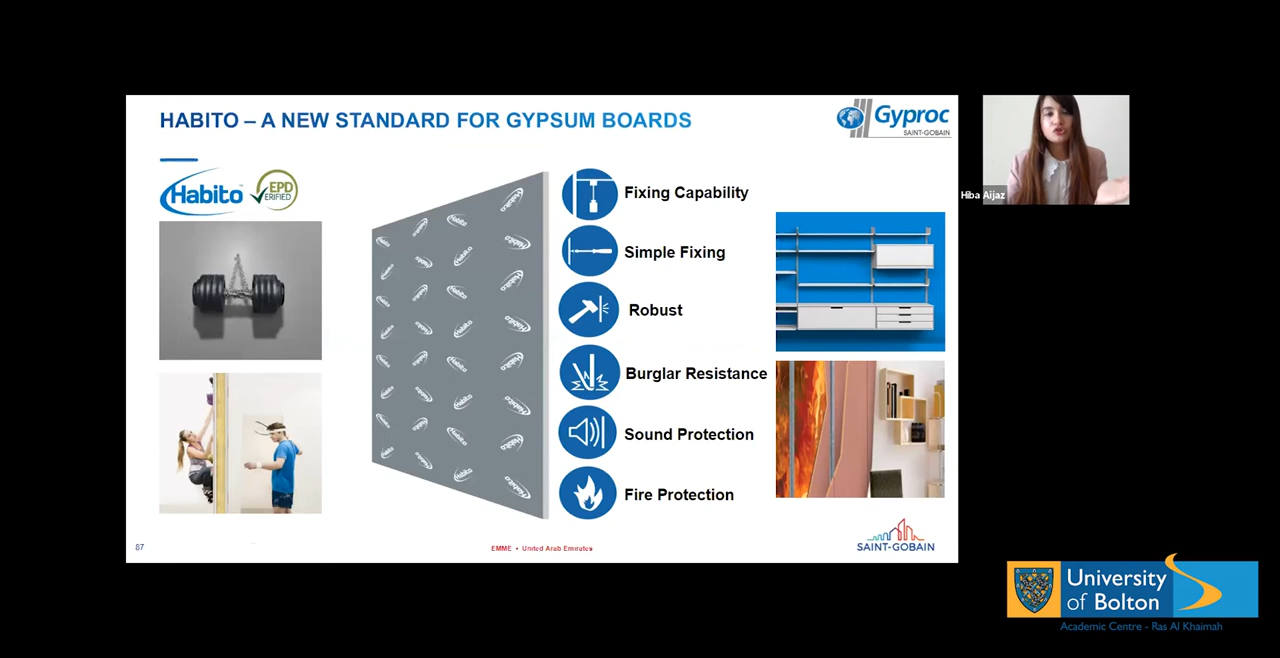 HABITO – A NEW STANDARD FOR GYPSUM BOARDS
Gyproc
SAINT-GOBAIN
Habito™
EPD
VERIFIED
Fixing Capability
Simple Fixing
Robust
Burglar Resistance
Sound Protection
Fire Protection
Habito
87
EMME • United Arab Emirates
SAINT-GOBAIN
Hiba Aijaz
University
of Bolton
Academic Centre - Ras Al Khaimah